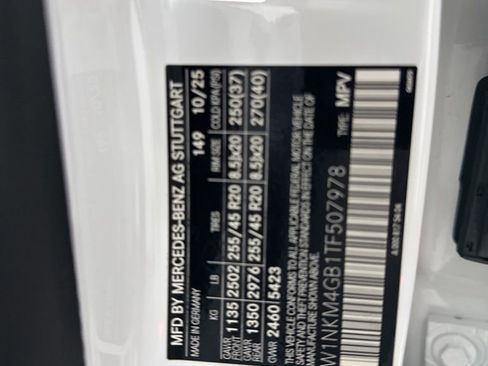 MFD BY MERCEDES-BENZ AG STUTTGART
149 10/25
KG LB TIRES RIM SIZE COLD KPA(PSI)
GAWR FRONT 1135 2502 255/45 R20 8.5Jx20 250(37)
GAWR REAR 1350 2976 255/45 R20 8.5Jx20 270(40)
GVWR 2460 5423
THIS VEHICLE CONFORMS TO ALL APPLICABLE FEDERAL MOTOR VEHICLE
SAFETY AND THEFT PREVENTION STANDARDS IN EFFECT ON THE DATE OF
MANUFACTURE SHOWN ABOVE.
W1NKM4GB1TF507978 TYPE: MPV